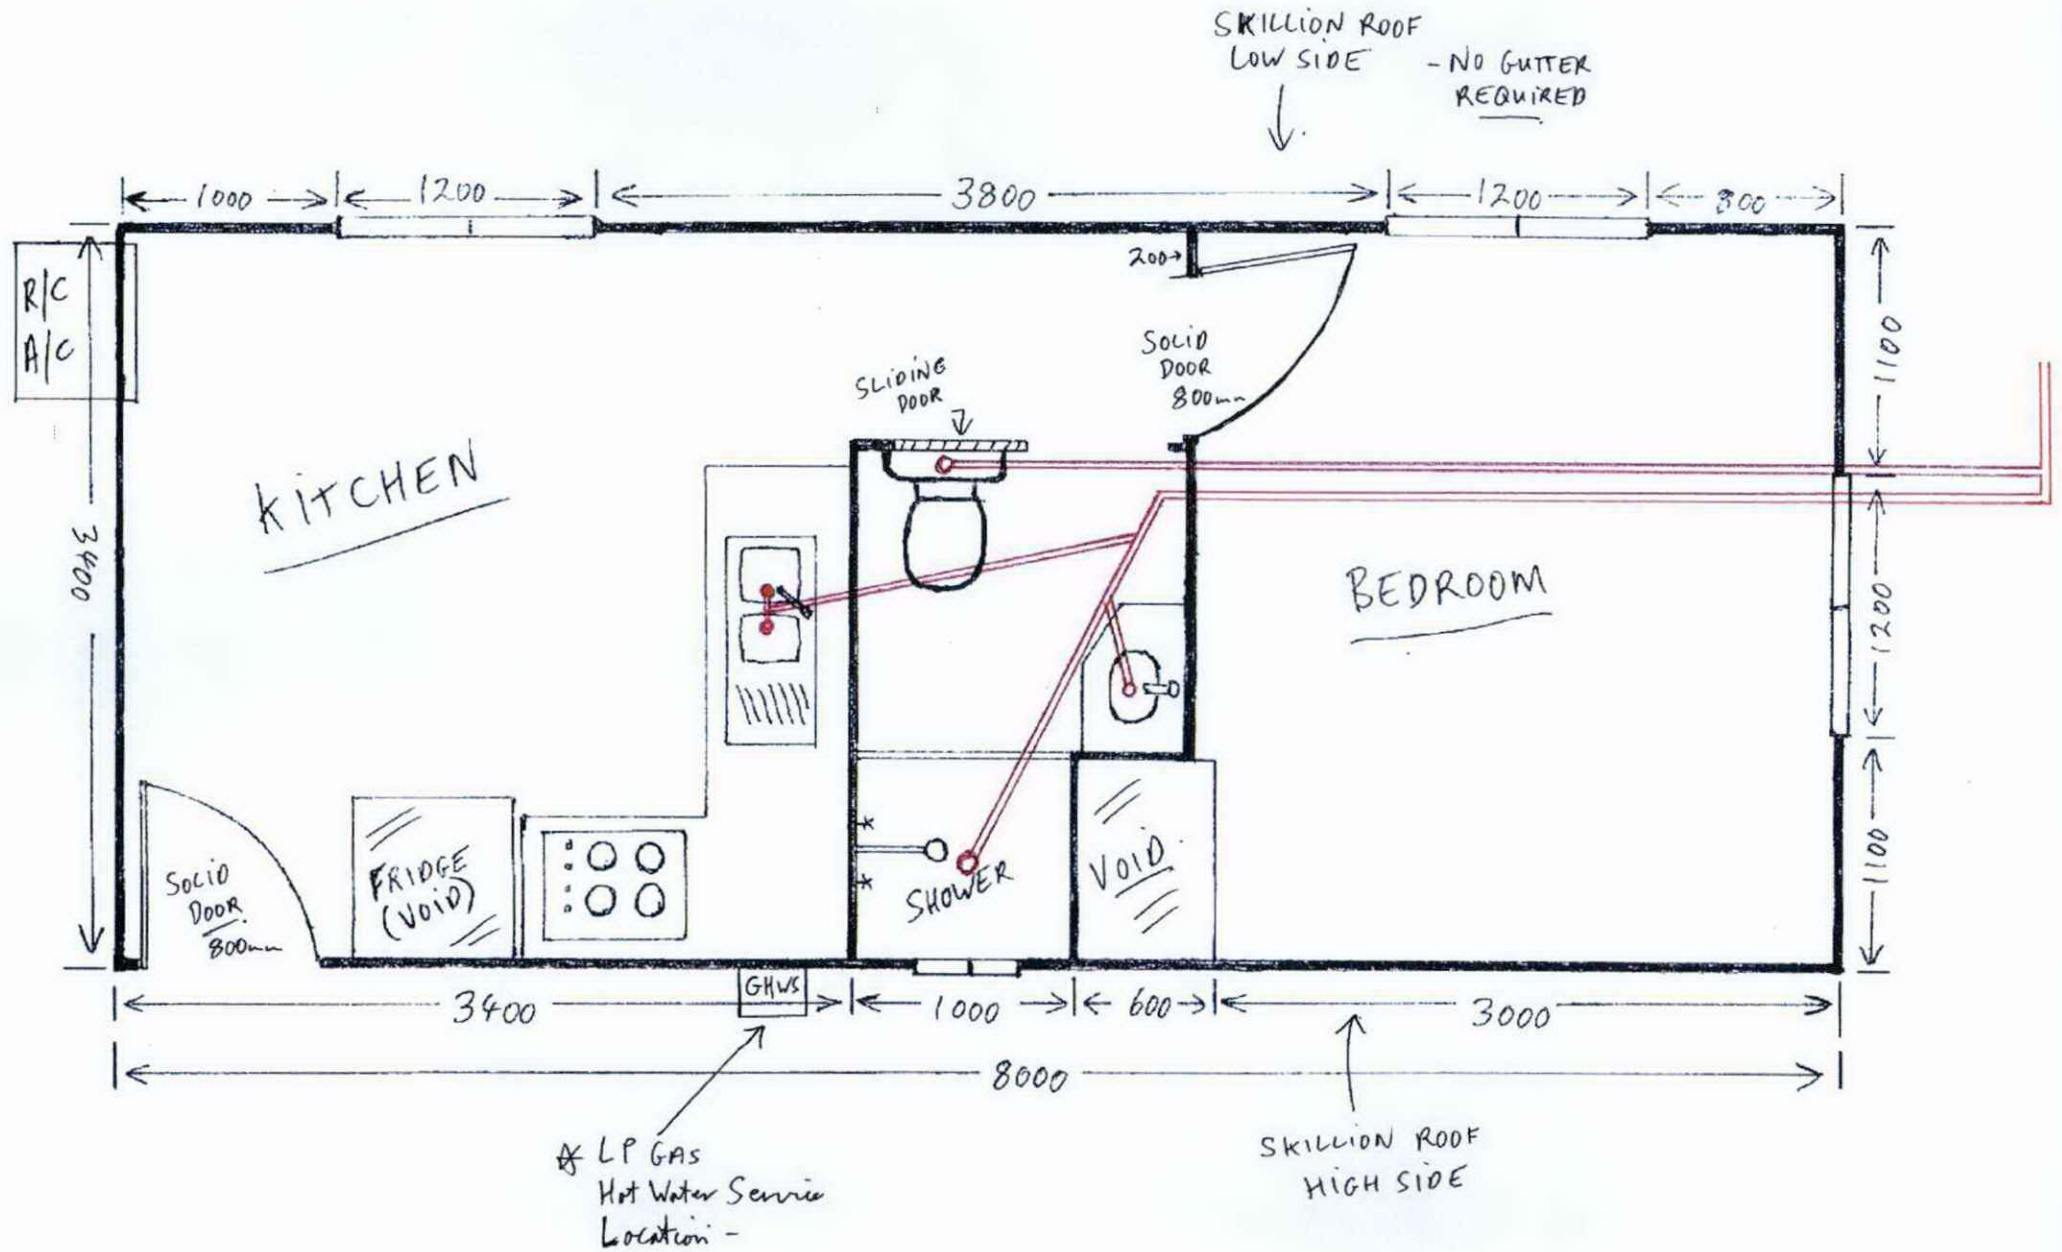 SKILLION ROOF
LOW SIDE
- NO GUTTER
REQUIRED
1000
1200
3800
1200
800
R/C
A/C
200
SOLID
DOOR
800mm
SLIDING
DOOR
1100
KITCHEN
3400
BEDROOM
1200
SOLID
DOOR
800mm
FRIDGE
(VOID)
SHOWER
VOID
1100
GHWS
3400
1000
600
3000
8000
* LP GAS
Hot Water Service
Location -
SKILLION ROOF
HIGH SIDE